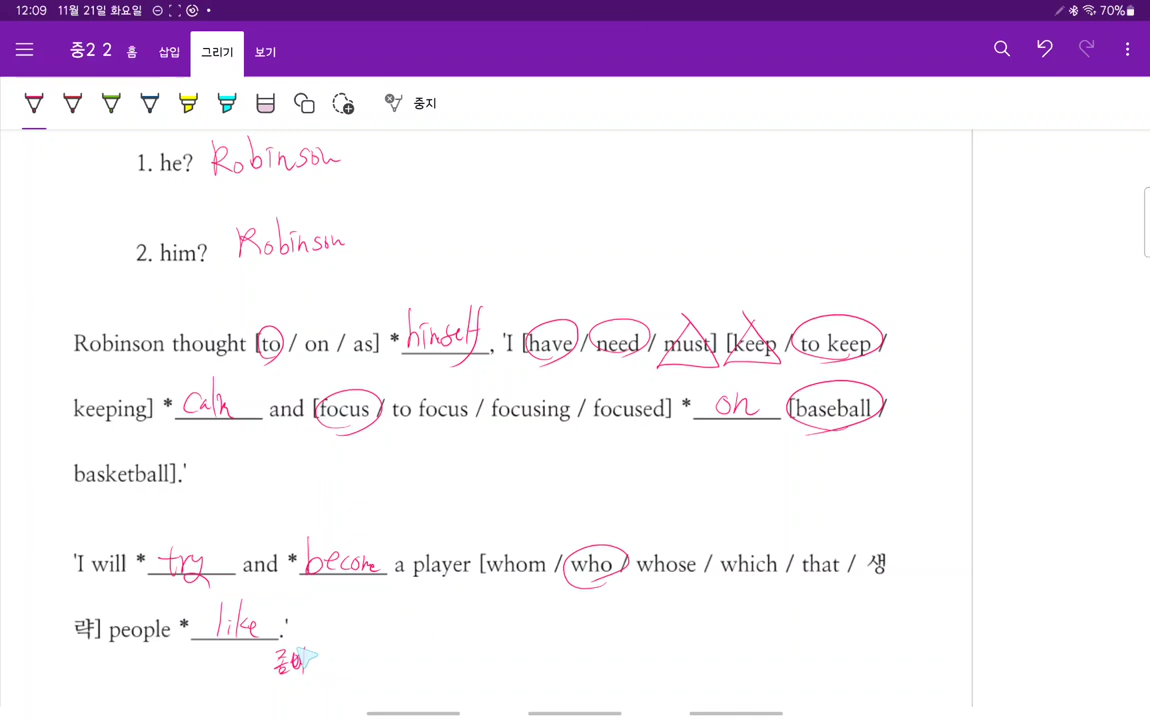 12:09 11월 21일 화요일 70%
중2 2 홈 삽입 그리기 보기
중지
1. he? Robinson
2. him? Robinson
Robinson thought [to / on / as] * himself, 'I [have / need / must] [keep / to keep /
keeping] * calm and [focus / to focus / focusing / focused] * on [baseball /
basketball].'
'I will * try and * become a player [whom / who / whose / which / that / 생
략] people * like.'